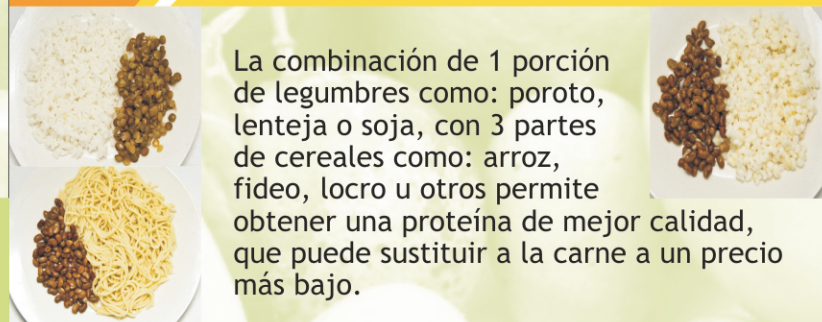 La combinación de 1 porción
de legumbres como: poroto,
lenteja o soja, con 3 partes
de cereales como: arroz,
fideo, locro u otros permite
obtener una proteína de mejor calidad,
que puede sustituir a la carne a un precio
más bajo.